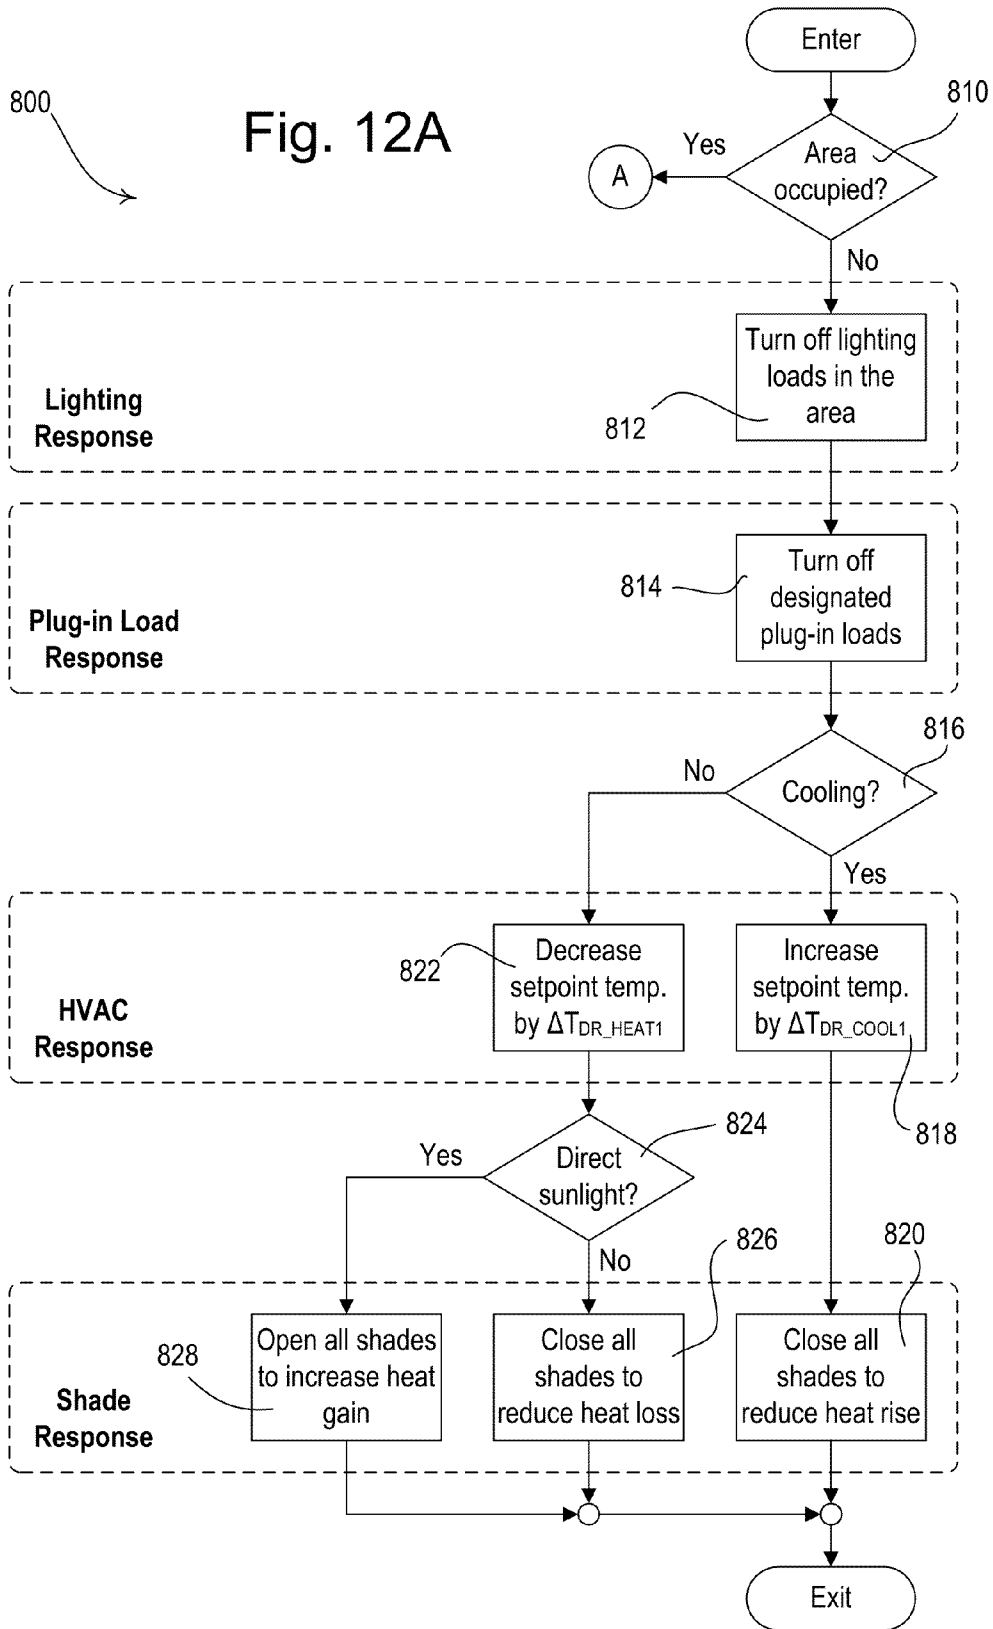 Enter
800
Fig. 12A
810
Yes
A
Area
occupied?
No
Lighting
Response
Turn off lighting
loads in the
area
812
Plug-in Load
Response
Turn off
designated
plug-in loads
814
816
No
Cooling?
Yes
HVAC
Response
822
Decrease
setpoint temp.
by ΔTDR_HEAT1
Increase
setpoint temp.
by ΔTDR_COOL1
818
824
Yes
Direct
sunlight?
No
826
820
Shade
Response
828
Open all shades
to increase heat
gain
Close all
shades to
reduce heat loss
Close all
shades to
reduce heat rise
Exit